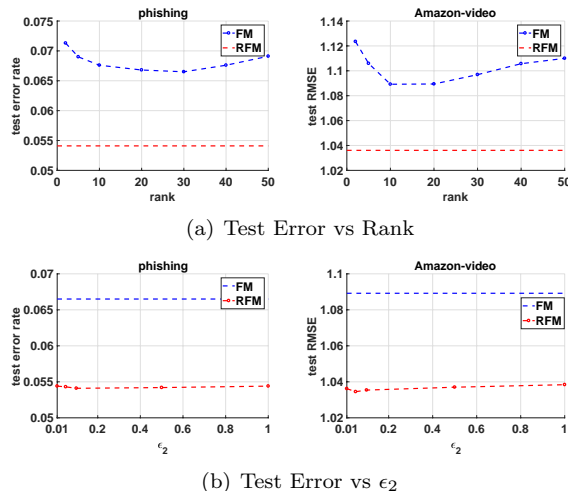 phishing
Amazon-video
0.075
0.07
0.065
0.06
0.055
0.05
test error rate
FM
RFM
0
10
20
30
40
50
rank
1.14
1.12
1.1
1.08
1.06
1.04
1.02
test RMSE
FM
RFM
0
10
20
30
40
50
rank
(a) Test Error vs Rank
phishing
Amazon-video
0.07
0.065
0.06
0.055
0.05
test error rate
FM
RFM
0.01
0.2
0.4
0.6
0.8
1
ϵ₂
1.1
1.08
1.06
1.04
1.02
test RMSE
FM
RFM
0.01
0.2
0.4
0.6
0.8
1
ϵ₂
(b) Test Error vs ϵ₂